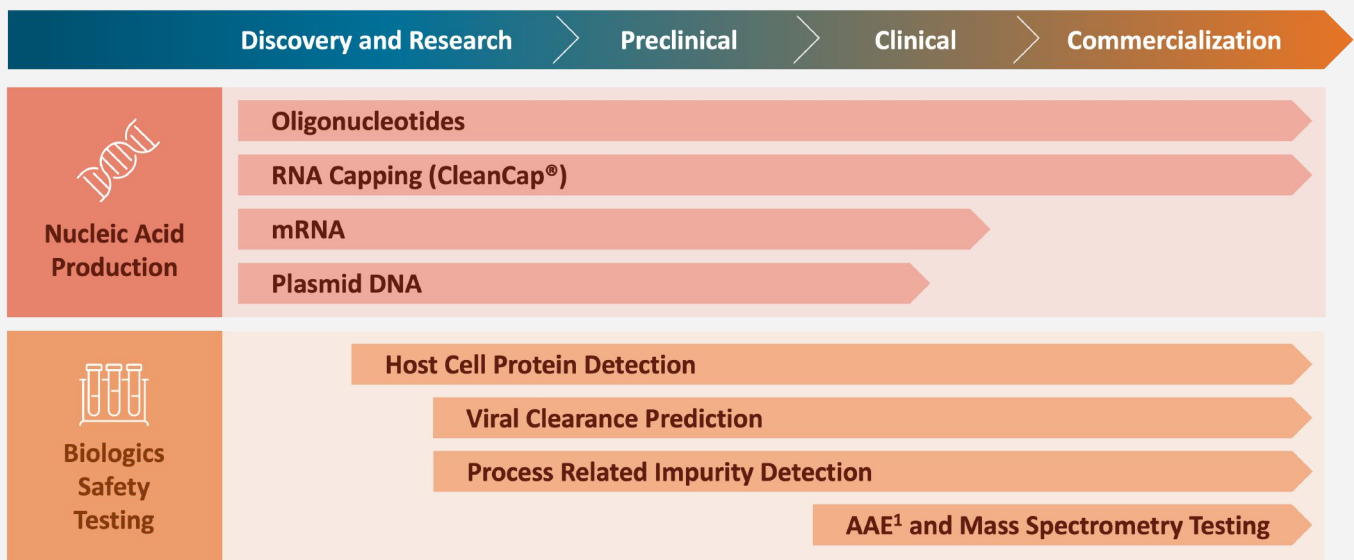 Discovery and Research Preclinical Clinical Commercialization
Nucleic Acid
Production
Oligonucleotides
RNA Capping (CleanCap®)
mRNA
Plasmid DNA
Biologics
Safety
Testing
Host Cell Protein Detection
Viral Clearance Prediction
Process Related Impurity Detection
AAE¹ and Mass Spectrometry Testing